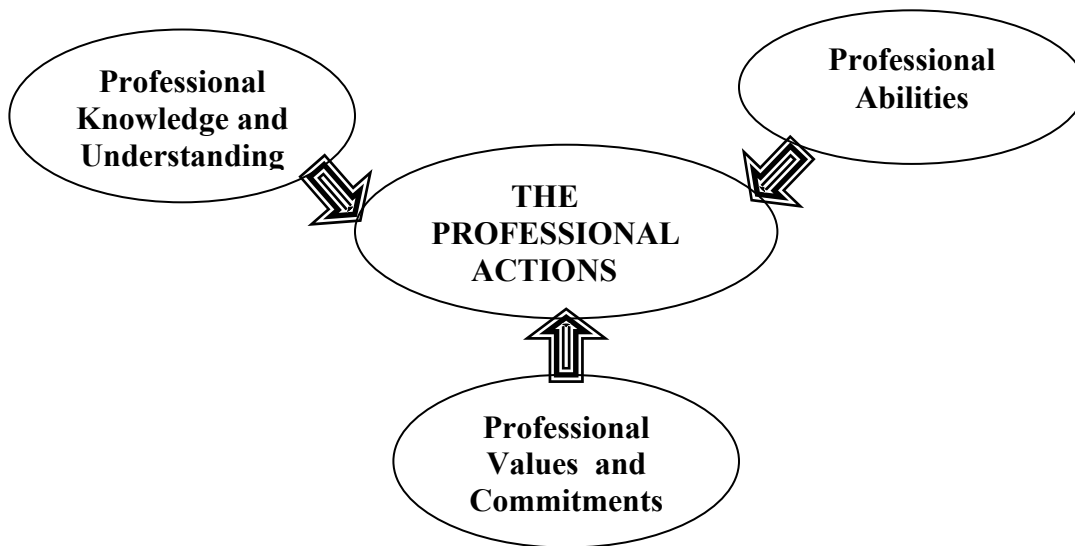 Professional
Knowledge and
Understanding
Professional
Abilities
THE
PROFESSIONAL
ACTIONS
Professional
Values and
Commitments